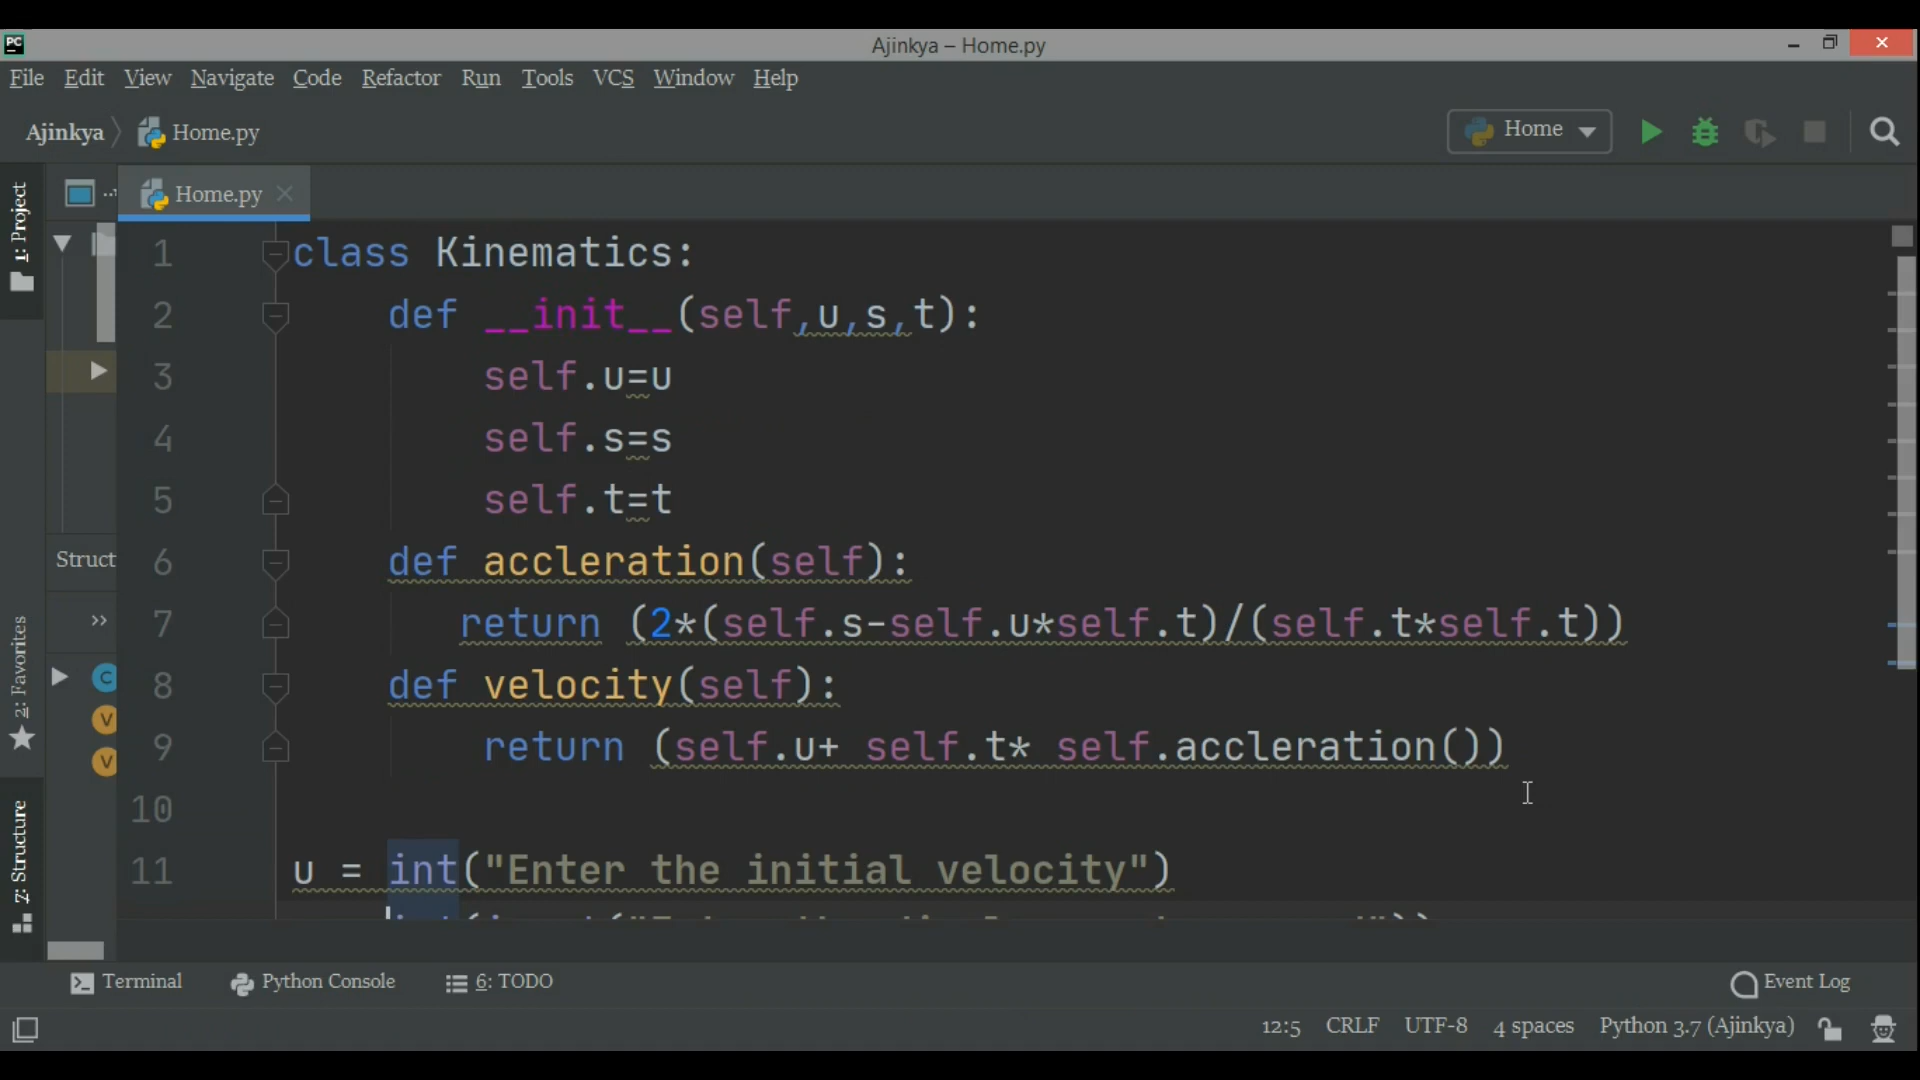 PC
Ajinkya – Home.py
File Edit View Navigate Code Refactor Run Tools VCS Window Help
Ajinkya Home.py
Home
1: Project
Home.py
1 class Kinematics:
2 def __init__(self,u,s,t):
3 self.u=u
4 self.s=s
5 self.t=t
Struct
6 def accleration(self):
7 return (2*(self.s-self.u*self.t)/(self.t*self.t))
2: Favorites
C
8 def velocity(self):
V
9 return (self.u+ self.t* self.accleration())
V
10
7: Structure
11 u = int("Enter the initial velocity")
Terminal Python Console 6: TODO Event Log
12:5 CRLF UTF-8 4 spaces Python 3.7 (Ajinkya)